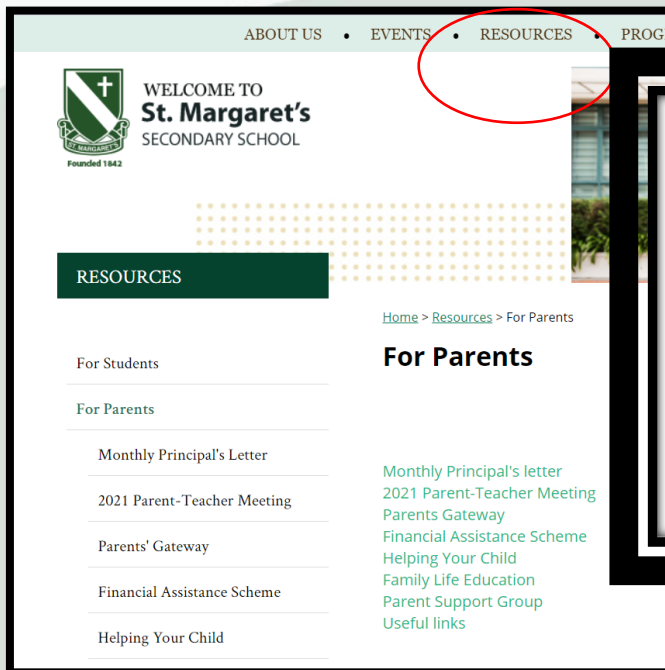 ABOUT US • EVENTS • RESOURCES • PROG
WELCOME TO
St. Margaret's
SECONDARY SCHOOL
ST. MARGARET'S
Founded 1842
RESOURCES
Home > Resources > For Parents
For Parents
For Students
For Parents
Monthly Principal's Letter
2021 Parent-Teacher Meeting
Parents' Gateway
Financial Assistance Scheme
Helping Your Child
Monthly Principal's letter
2021 Parent-Teacher Meeting
Parents Gateway
Financial Assistance Scheme
Helping Your Child
Family Life Education
Parent Support Group
Useful links